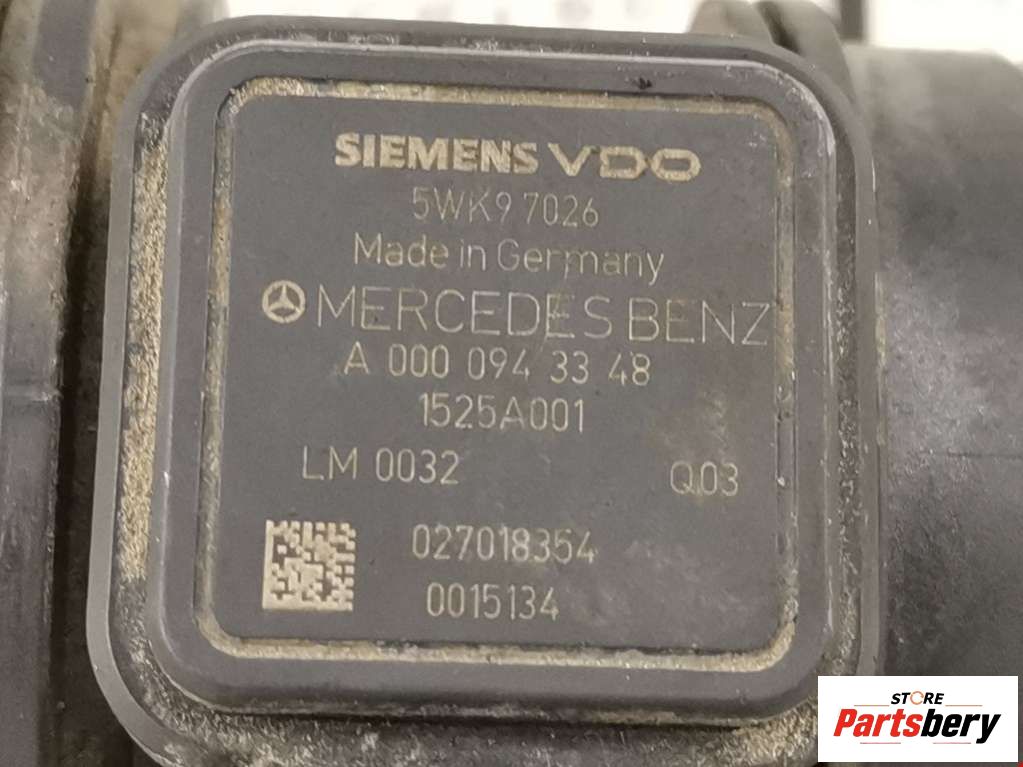 SIEMENS VDO
5WK9 7026
Made in Germany
MERCEDES BENZ
A 000 094 33 48
1525A001
LM 0032 Q03
027018354
0015134
STORE
Partsbery